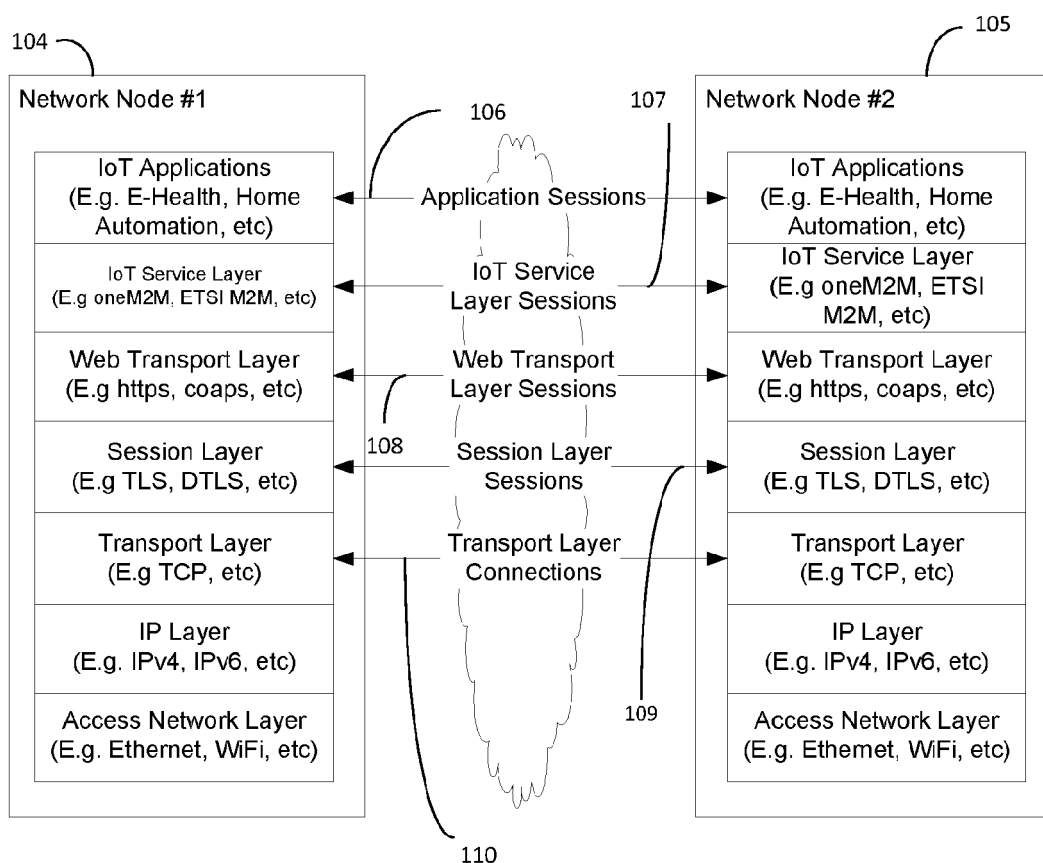 104
105
Network Node #1
Network Node #2
106
107
IoT Applications
(E.g. E-Health, Home
Automation, etc)
Application Sessions
IoT Applications
(E.g. E-Health, Home
Automation, etc)
IoT Service Layer
(E.g oneM2M, ETSI M2M, etc)
IoT Service
Layer Sessions
IoT Service Layer
(E.g oneM2M, ETSI
M2M, etc)
Web Transport Layer
(E.g https, coaps, etc)
Web Transport
Layer Sessions
Web Transport Layer
(E.g https, coaps, etc)
108
Session Layer
(E.g TLS, DTLS, etc)
Session Layer
Sessions
Session Layer
(E.g TLS, DTLS, etc)
Transport Layer
(E.g TCP, etc)
Transport Layer
Connections
Transport Layer
(E.g TCP, etc)
IP Layer
(E.g. IPv4, IPv6, etc)
IP Layer
(E.g. IPv4, IPv6, etc)
109
Access Network Layer
(E.g. Ethernet, WiFi, etc)
Access Network Layer
(E.g. Ethernet, WiFi, etc)
110